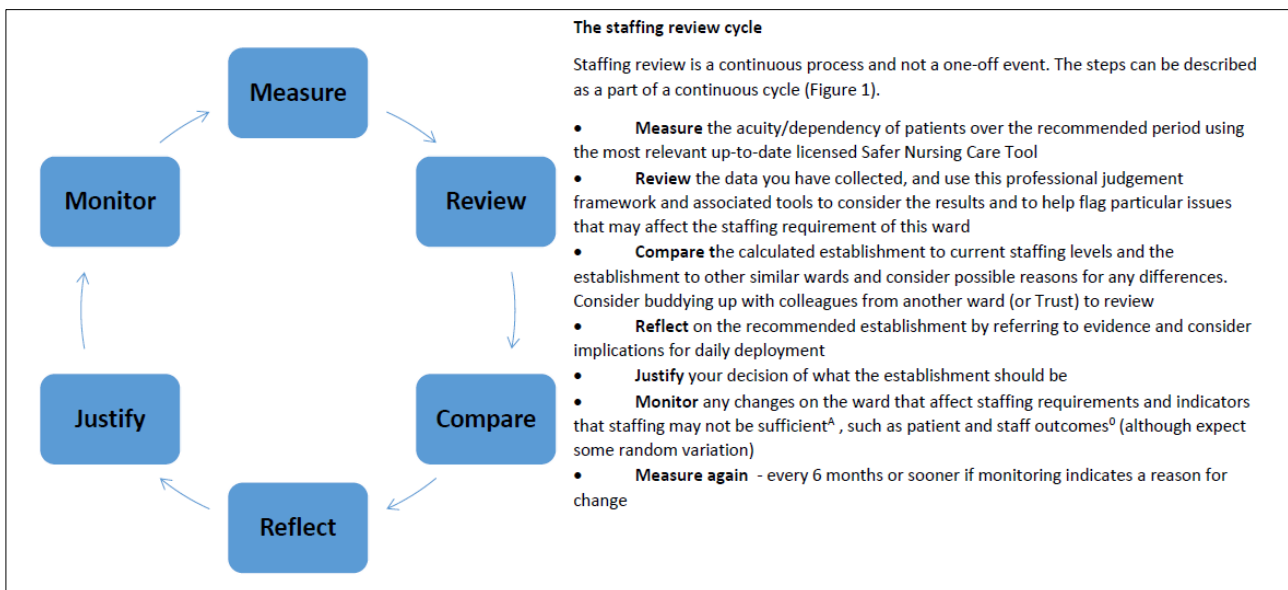 Measure
Review
Compare
Reflect
Justify
Monitor
The staffing review cycle
Staffing review is a continuous process and not a one-off event. The steps can be described
as a part of a continuous cycle (Figure 1).
• Measure the acuity/dependency of patients over the recommended period using
the most relevant up-to-date licensed Safer Nursing Care Tool
• Review the data you have collected, and use this professional judgement
framework and associated tools to consider the results and to help flag particular issues
that may affect the staffing requirement of this ward
• Compare the calculated establishment to current staffing levels and the
establishment to other similar wards and consider possible reasons for any differences.
Consider buddying up with colleagues from another ward (or Trust) to review
• Reflect on the recommended establishment by referring to evidence and consider
implications for daily deployment
• Justify your decision of what the establishment should be
• Monitor any changes on the ward that affect staffing requirements and indicators
that staffing may not be sufficientᴬ , such as patient and staff outcomes⁰ (although expect
some random variation)
• Measure again - every 6 months or sooner if monitoring indicates a reason for
change